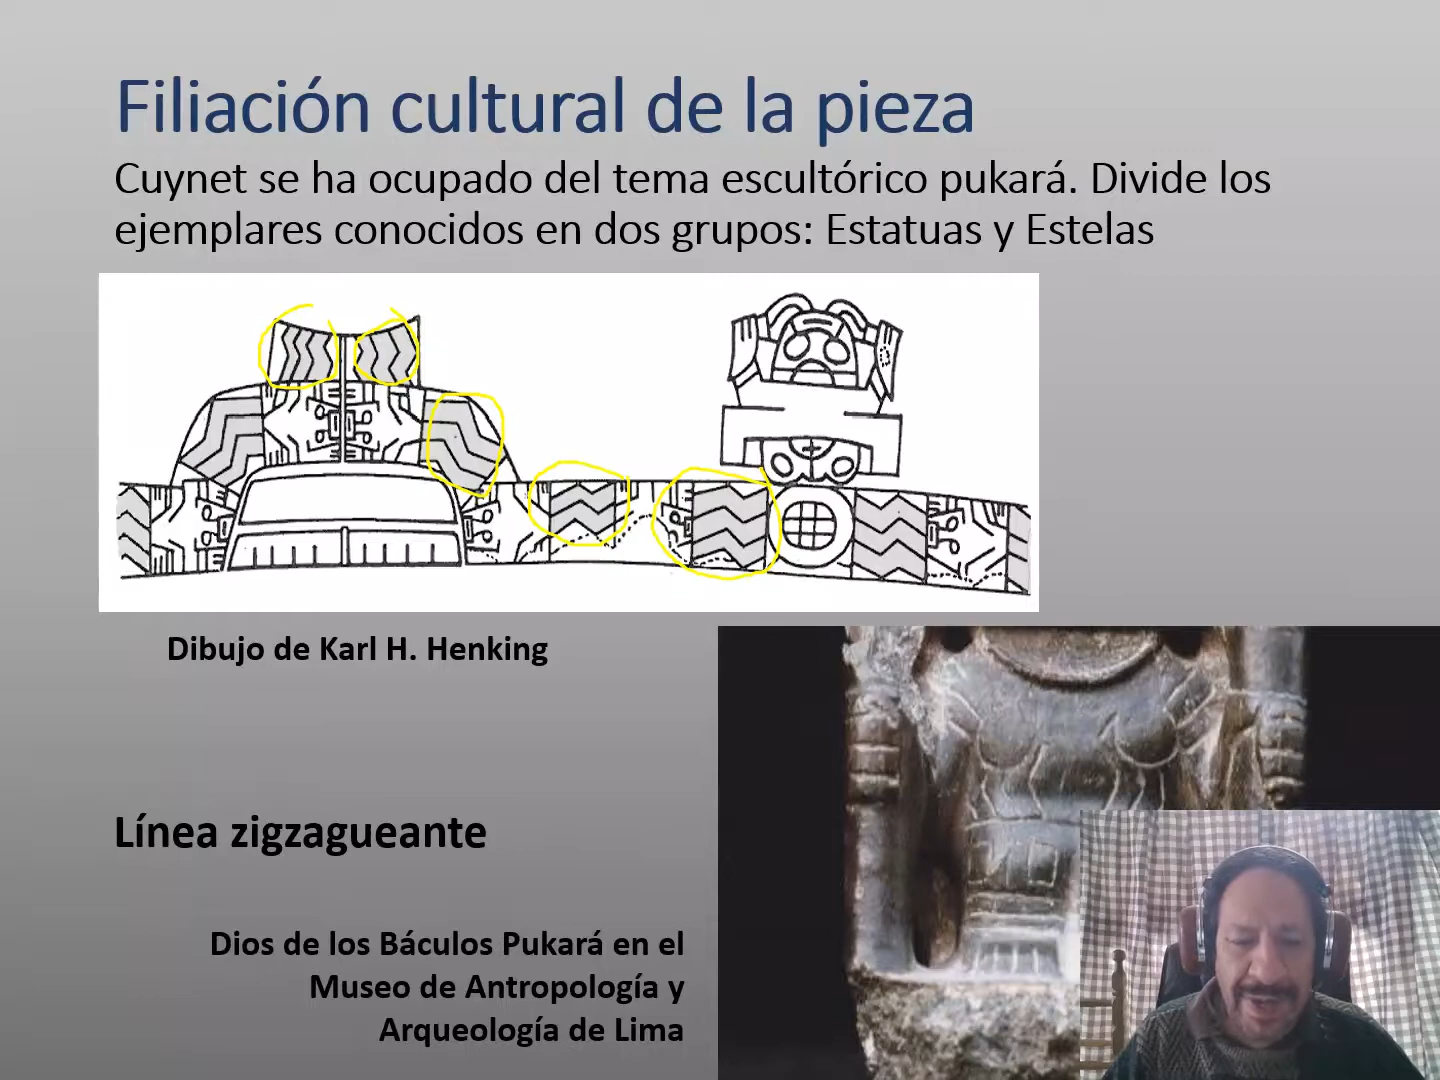 Filiación cultural de la pieza
Cuynet se ha ocupado del tema escultórico pukará. Divide los
ejemplares conocidos en dos grupos: Estatuas y Estelas
Dibujo de Karl H. Henking
Línea zigzagueante
Dios de los Báculos Pukará en el
Museo de Antropología y
Arqueología de Lima